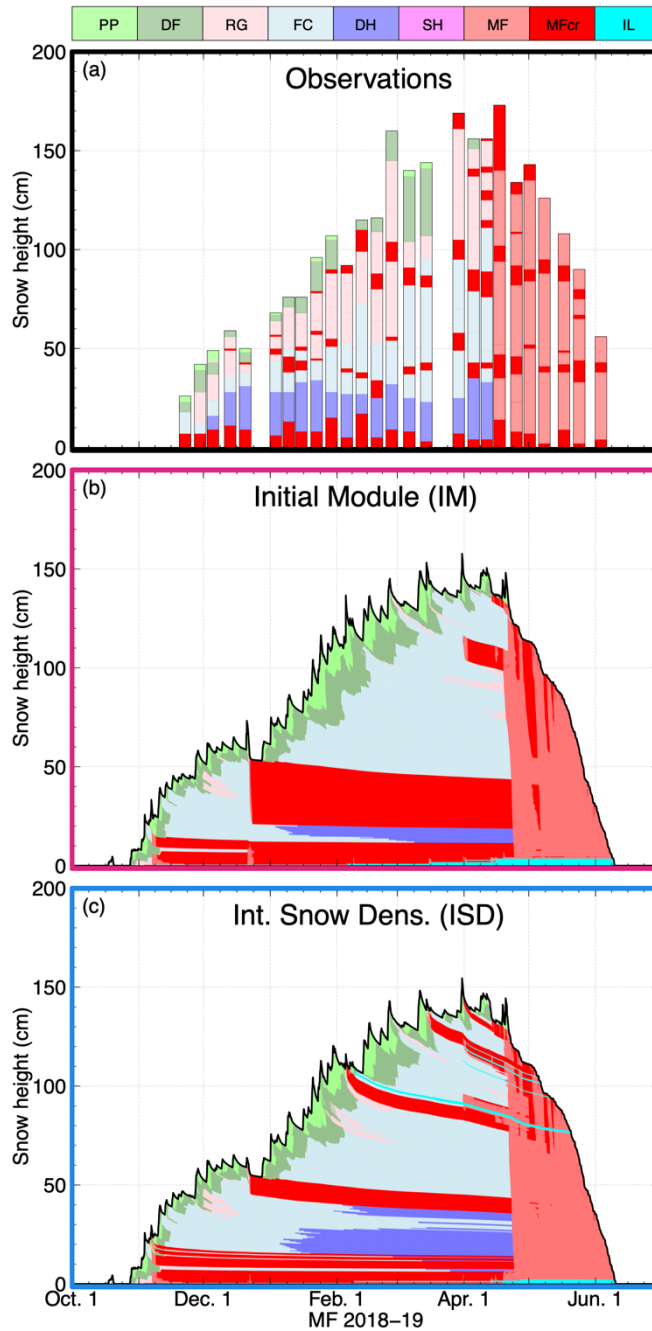 PP DF RG FC DH SH MF MFcr IL
(a) Observations
200
150
100
50
0
Snow height (cm)
(b) Initial Module (IM)
200
150
100
50
0
Snow height (cm)
(c) Int. Snow Dens. (ISD)
200
150
100
50
0
Snow height (cm)
Oct. 1 Dec. 1 Feb. 1 Apr. 1 Jun. 1
MF 2018-19